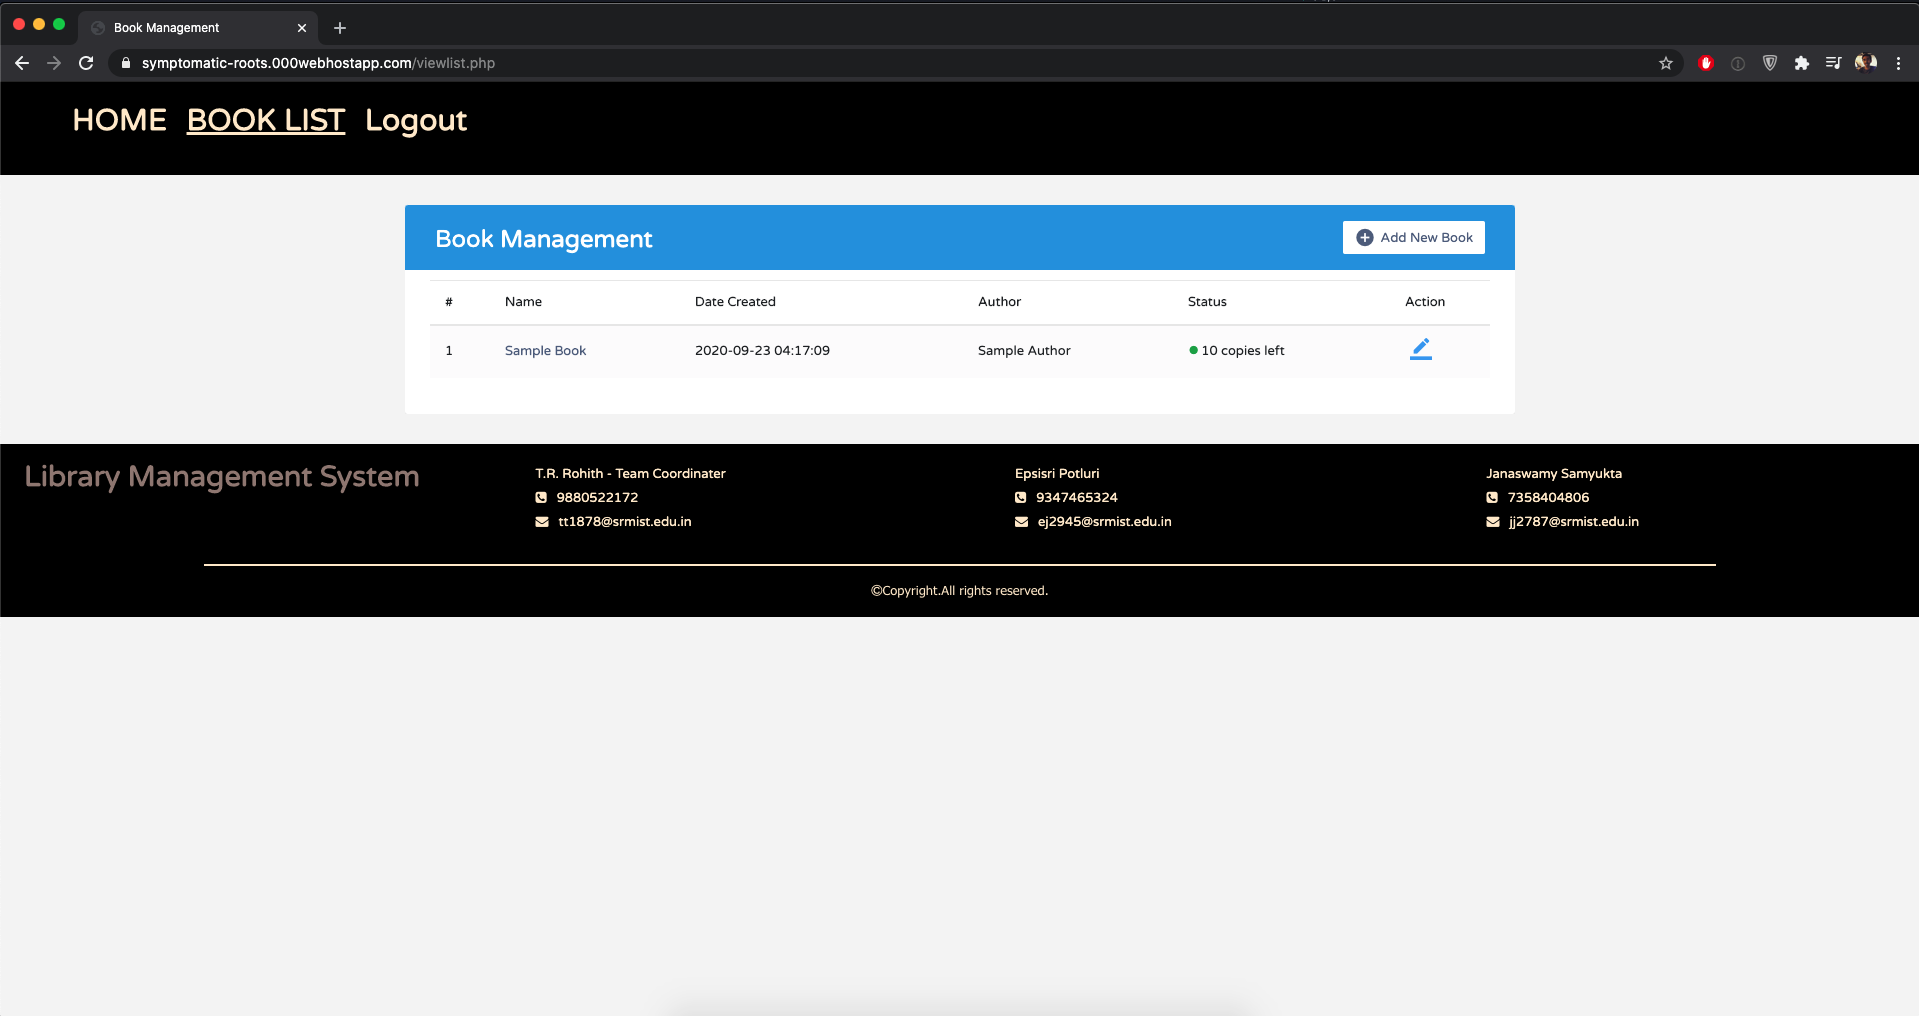 Book Management
symptomatic-roots.000webhostapp.com/viewlist.php
HOME BOOK LIST Logout
Book Management
Add New Book
# Name Date Created Author Status Action
1 Sample Book 2020-09-23 04:17:09 Sample Author 10 copies left
Library Management System
T.R. Rohith - Team Coordinater
9880522172
tt1878@srmist.edu.in
Epsisri Potluri
9347465324
ej2945@srmist.edu.in
Janaswamy Samyukta
7358404806
jj2787@srmist.edu.in
©Copyright.All rights reserved.